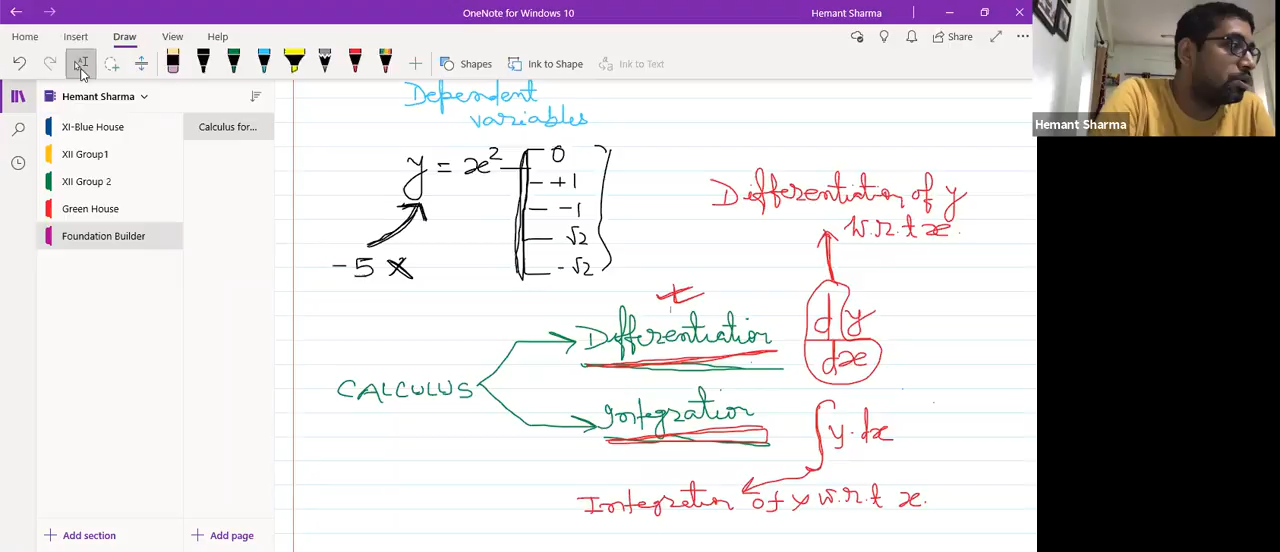 OneNote for Windows 10
Hemant Sharma
Home
Insert
Draw
View
Help
Share
Shapes
Ink to Shape
Ink to Text
Hemant Sharma
XI-Blue House
XII Group1
XII Group 2
Green House
Foundation Builder
Add section
Calculus for...
Add page
Hemant Sharma
Dependent
variables
y = x²
0
+1
-1
√2
-√2
-5 ×
Differentiation of y
w.r.t x.
dy
dx
CALCULUS
Differentiation
Integration
∫ y·dx
Integration of y w.r.t x.